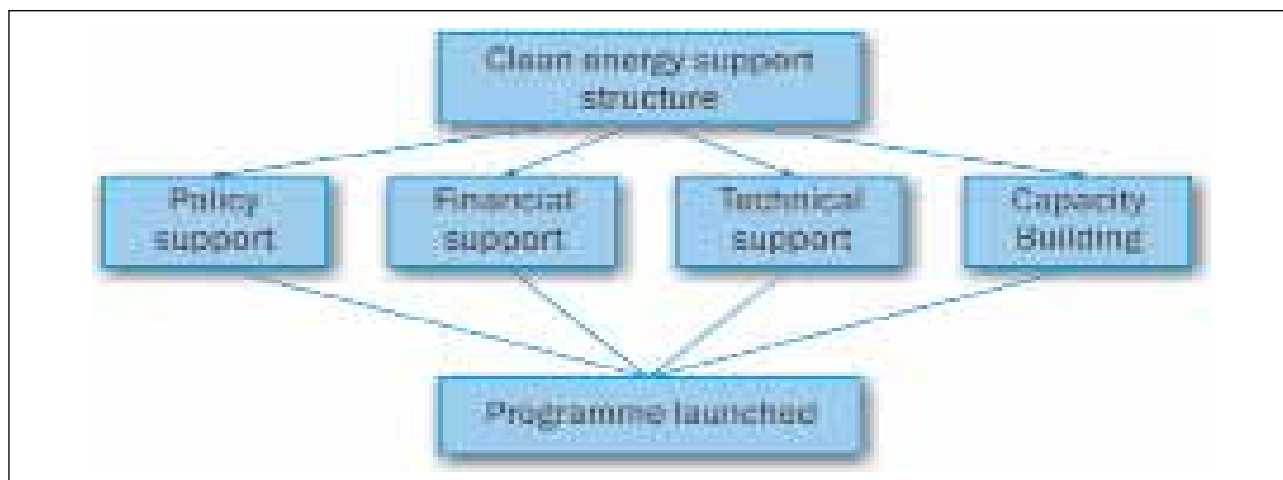 Clean energy support
structure
Policy
support
Financial
support
Technical
support
Capacity
Building
Programme launched